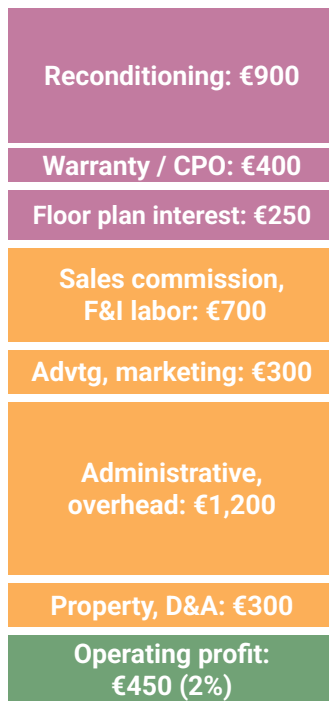 Reconditioning: €900
Warranty / CPO: €400
Floor plan interest: €250
Sales commission,
F&I labor: €700
Advtg, marketing: €300
Administrative,
overhead: €1,200
Property, D&A: €300
Operating profit:
€450 (2%)